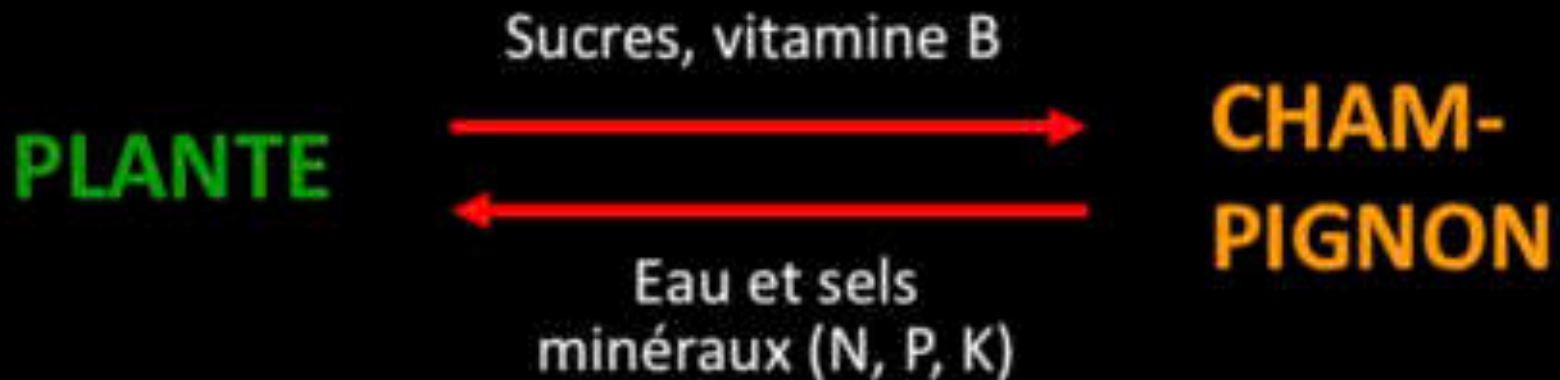 Sucres, vitamine B
PLANTE
CHAM-
PIGNON
Eau et sels
minéraux (N, P, K)